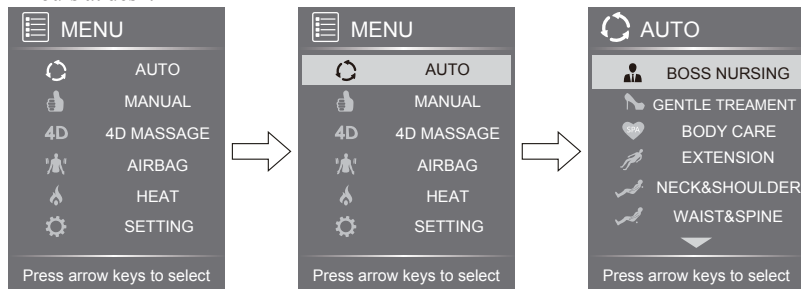 MENU
AUTO
MANUAL
4D 4D MASSAGE
AIRBAG
HEAT
SETTING
Press arrow keys to select
MENU
AUTO
MANUAL
4D 4D MASSAGE
AIRBAG
HEAT
SETTING
Press arrow keys to select
AUTO
BOSS NURSING
GENTLE TREAMENT
SPA BODY CARE
EXTENSION
NECK&SHOULDER
WAIST&SPINE
Press arrow keys to select